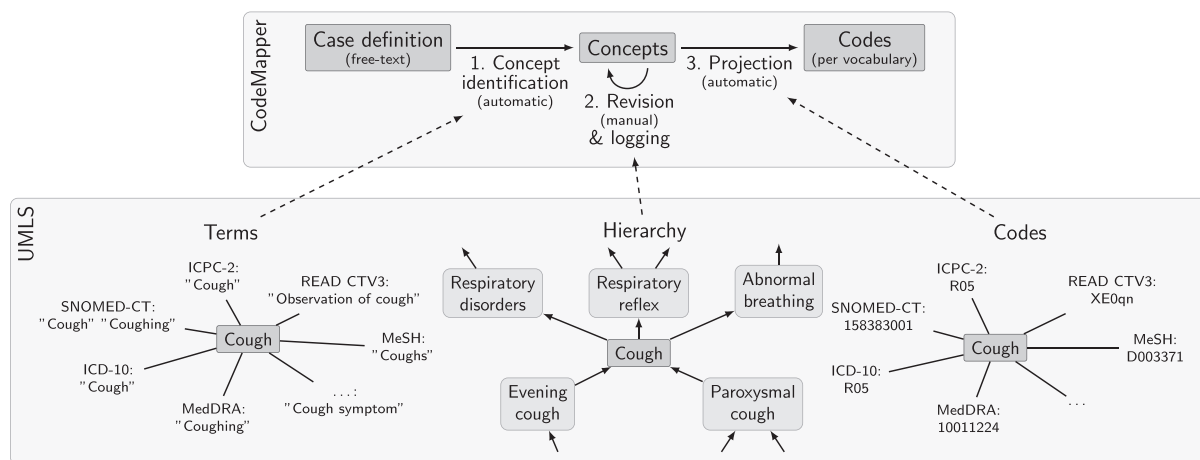 CodeMapper
Case definition
(free-text)
1. Concept
identification
(automatic)
Concepts
2. Revision
(manual)
& logging
3. Projection
(automatic)
Codes
(per vocabulary)
UMLS
Terms
ICPC-2:
"Cough"
READ CTV3:
"Observation of cough"
SNOMED-CT:
"Cough" "Coughing"
Cough
MeSH:
"Coughs"
ICD-10:
"Cough"
...:
"Cough symptom"
MedDRA:
"Coughing"
Hierarchy
Respiratory
disorders
Respiratory
reflex
Abnormal
breathing
Cough
Evening
cough
Paroxysmal
cough
Codes
ICPC-2:
R05
READ CTV3:
XE0qn
SNOMED-CT:
158383001
Cough
MeSH:
D003371
ICD-10:
R05
MedDRA:
10011224
...